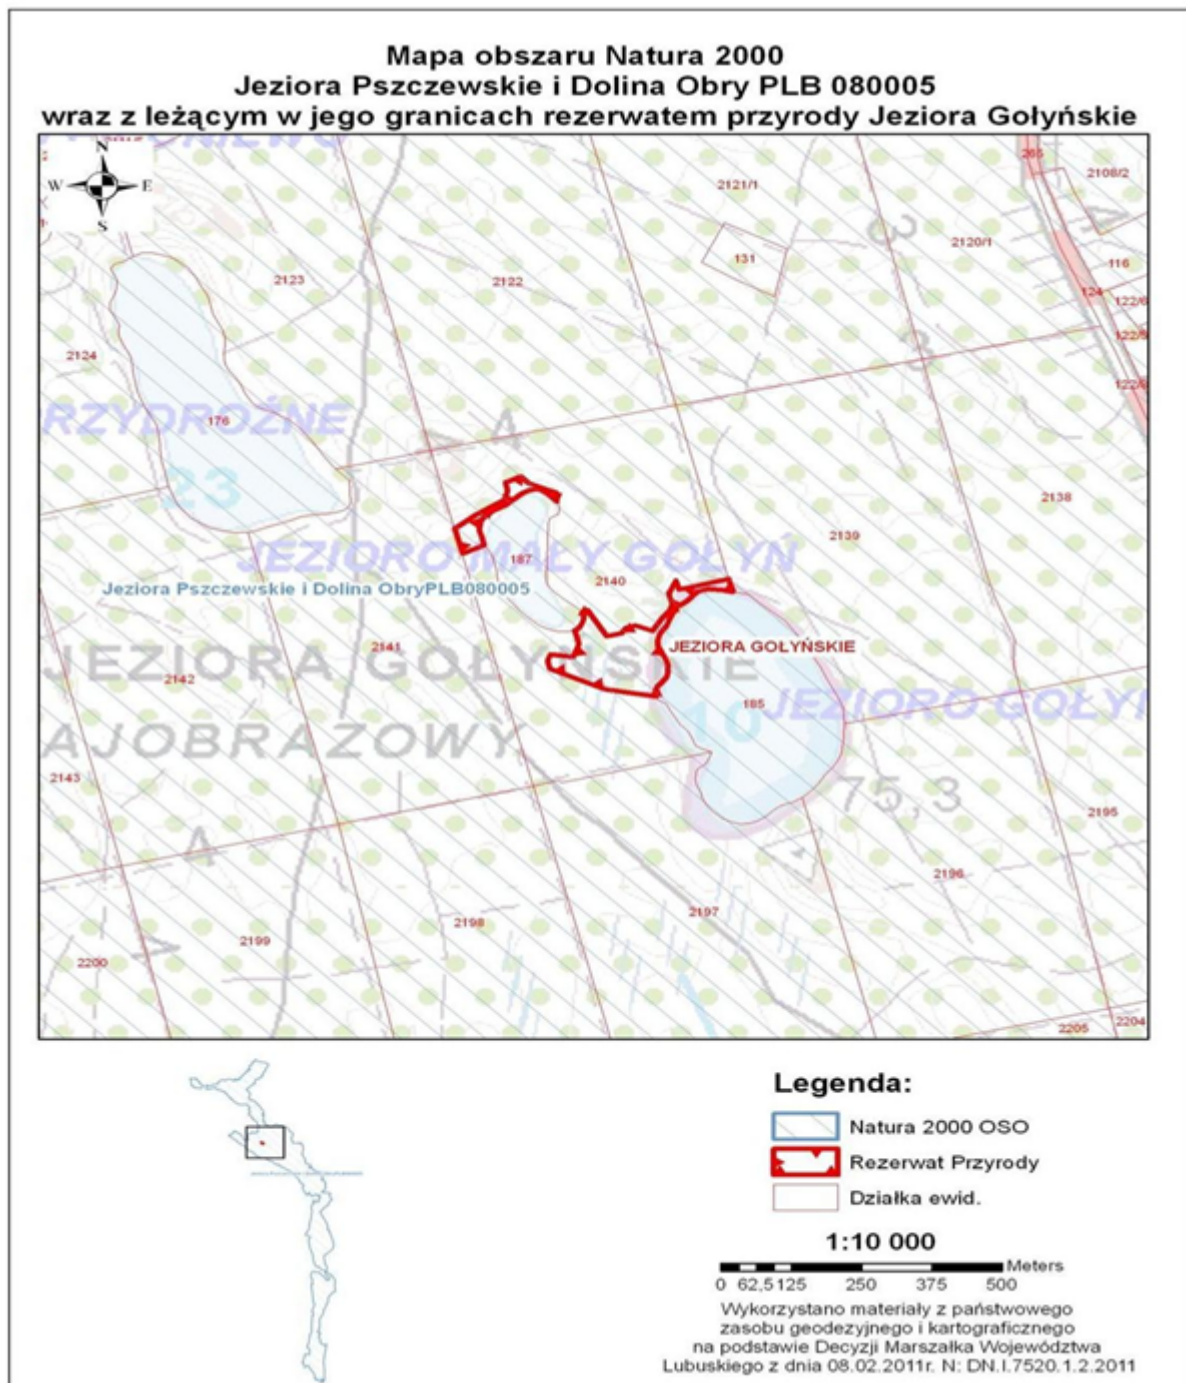 Mapa obszaru Natura 2000
Jeziora Pszczewskie i Dolina Obry PLB 080005
wraz z leżącym w jego granicach rezerwatem przyrody Jeziora Gołyńskie
N
W E
S
265
2108/2
2121/1
2120/1
131
116
2123
2122
124
122/6
2124
RZYDROŻNE
176
23
2138
2139
JEZIORO MAŁY GOŁYŃ
187
2140
Jeziora Pszczewskie i Dolina ObryPLB080005
2141
JEZIORA GOŁYŃSKIE
JEZIORA GOŁYŃSKIE
2142
185
JEZIORO GOŁYŃ
10
AJOBRAZOWY
2143
75,3
2195
2196
2197
2198
2199
2200
2205
2204
Legenda:
Natura 2000 OSO
Rezerwat Przyrody
Działka ewid.
1:10 000
Meters
0 62,5 125 250 375 500
Wykorzystano materiały z państwowego
zasobu geodezyjnego i kartograficznego
na podstawie Decyzji Marszałka Województwa
Lubuskiego z dnia 08.02.2011r. N: DN.I.7520.1.2.2011